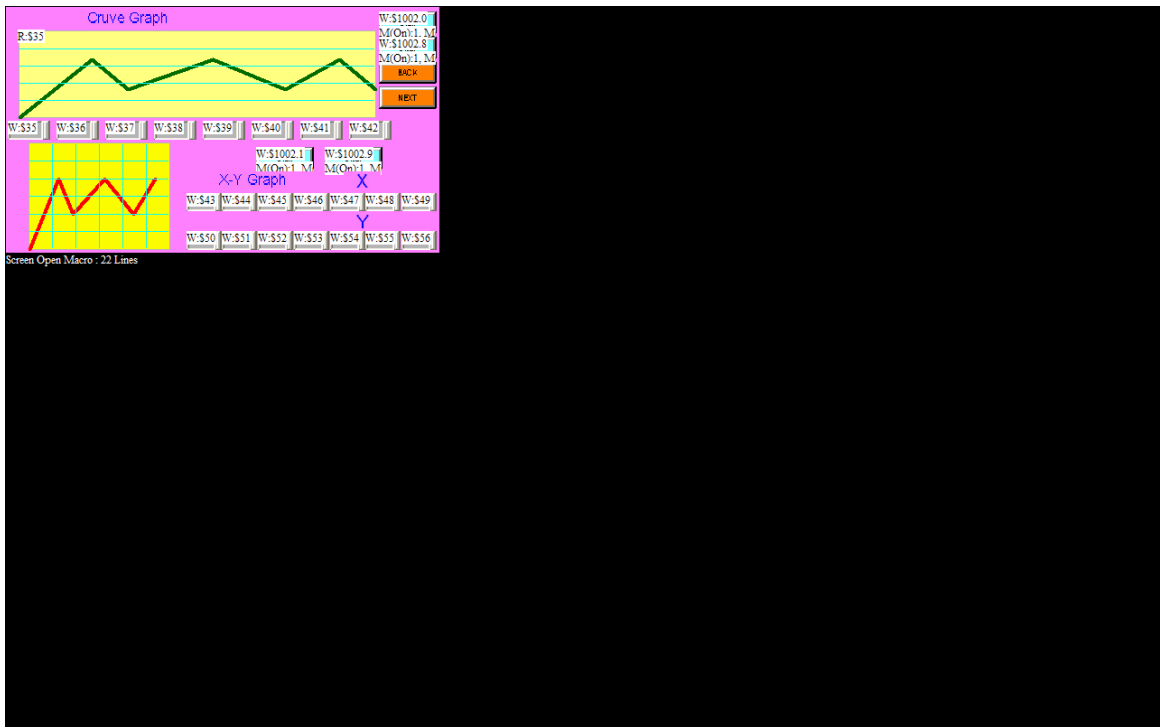 Cruve Graph
W:$1002.0
M(On):1, M
R:$35
W:$1002.8
M(On):1, M
BACK
NEXT
W:$35 W:$36 W:$37 W:$38 W:$39 W:$40 W:$41 W:$42
W:$1002.1 W:$1002.9
M(On):1, M M(On):1, M
X-Y Graph X
W:$43 W:$44 W:$45 W:$46 W:$47 W:$48 W:$49
Y
W:$50 W:$51 W:$52 W:$53 W:$54 W:$55 W:$56
Screen Open Macro : 22 Lines